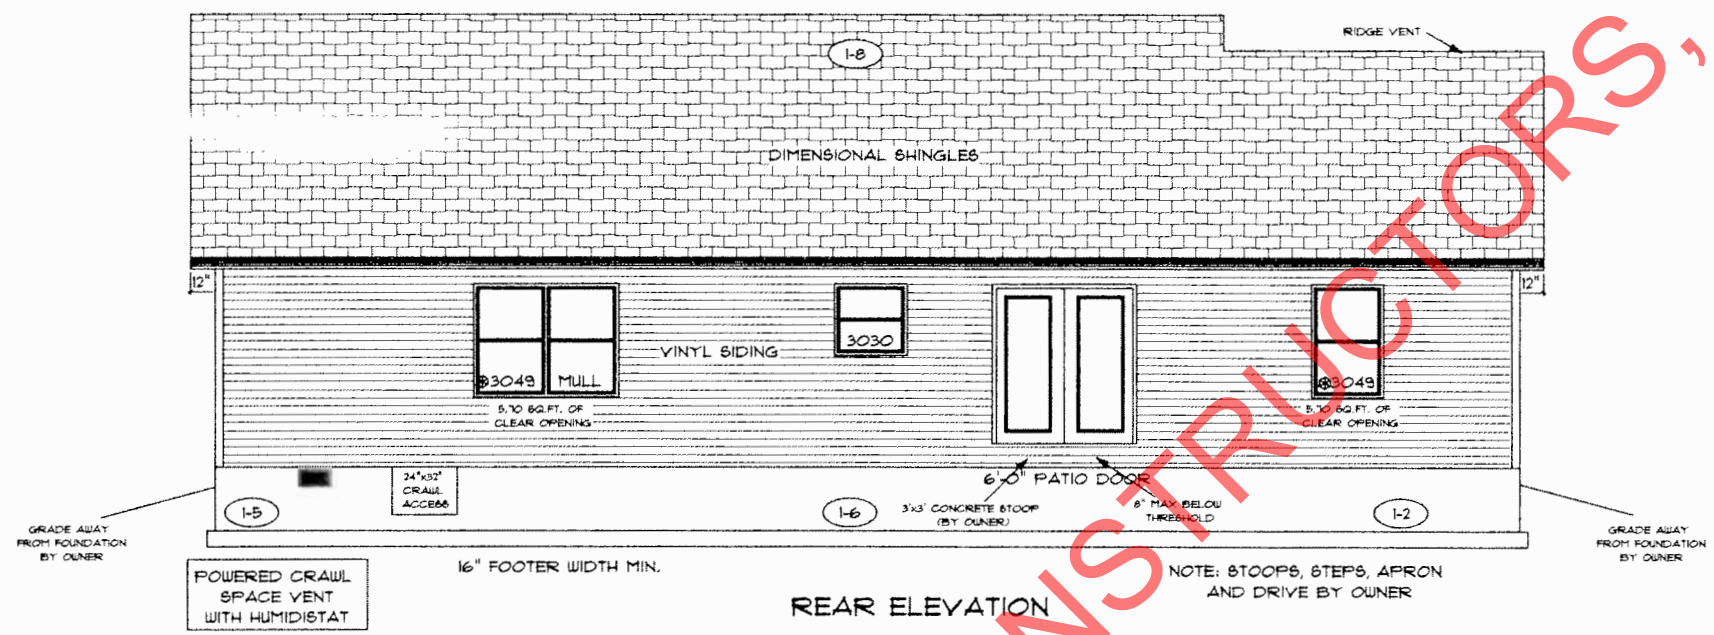 RIDGE VENT
1-8
DIMENSIONAL SHINGLES
12"
12"
3030
VINYL SIDING
⊛3049 MULL
⊛3049
5.70 SQ.FT. OF
CLEAR OPENING
5.70 SQ.FT. OF
CLEAR OPENING
24"x32"
CRAWL
ACCESS
6'-0" PATIO DOOR
3'x3' CONCRETE STOOP
(BY OWNER)
8" MAX BELOW
THRESHOLD
1-5
1-6
1-2
GRADE AWAY
FROM FOUNDATION
BY OWNER
GRADE AWAY
FROM FOUNDATION
BY OWNER
POWERED CRAWL
SPACE VENT
WITH HUMIDISTAT
16" FOOTER WIDTH MIN.
NOTE: STOOPS, STEPS, APRON
AND DRIVE BY OWNER
REAR ELEVATION
NSTRUCTORS,